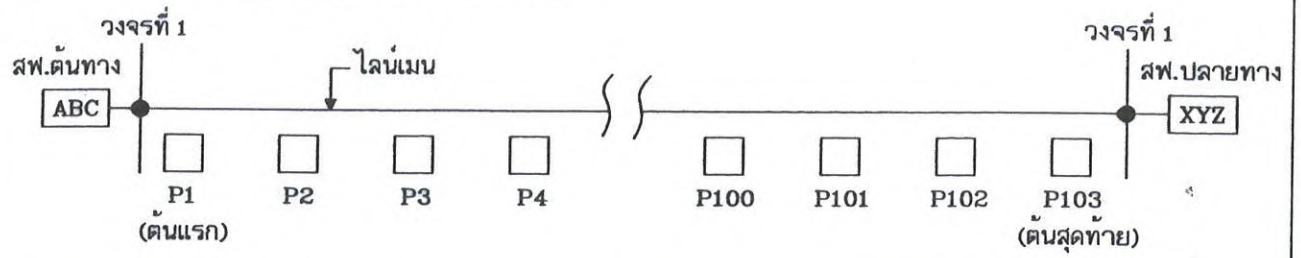 วงจรที่ 1 วงจรที่ 1
สฟ.ต้นทาง ไลน์เมน สฟ.ปลายทาง
ABC XYZ
P1 P2 P3 P4 P100 P101 P102 P103
(ต้นแรก) (ต้นสุดท้าย)